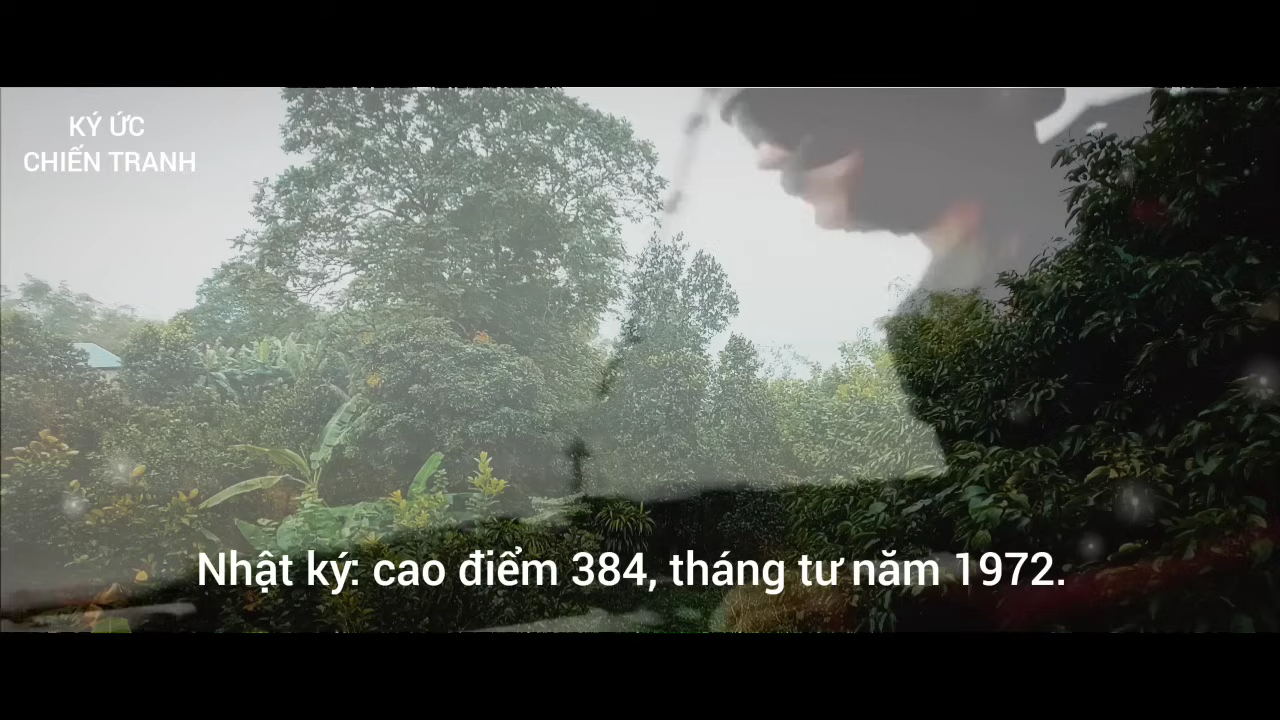 KÝ ỨC
CHIẾN TRANH
Nhật ký: cao điểm 384, tháng tư năm 1972.